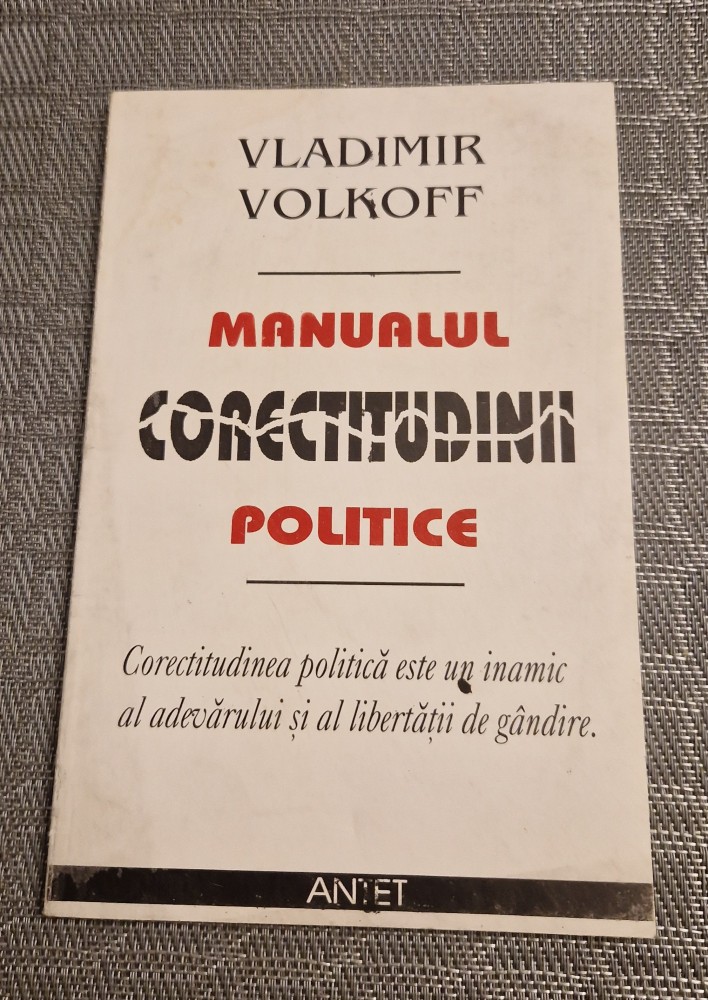 VLADIMIR
VOLKOFF
MANUALUL
CORECTITUDINII
POLITICE
Corectitudinea politică este un inamic
al adevărului și al libertății de gândire.
ANTET